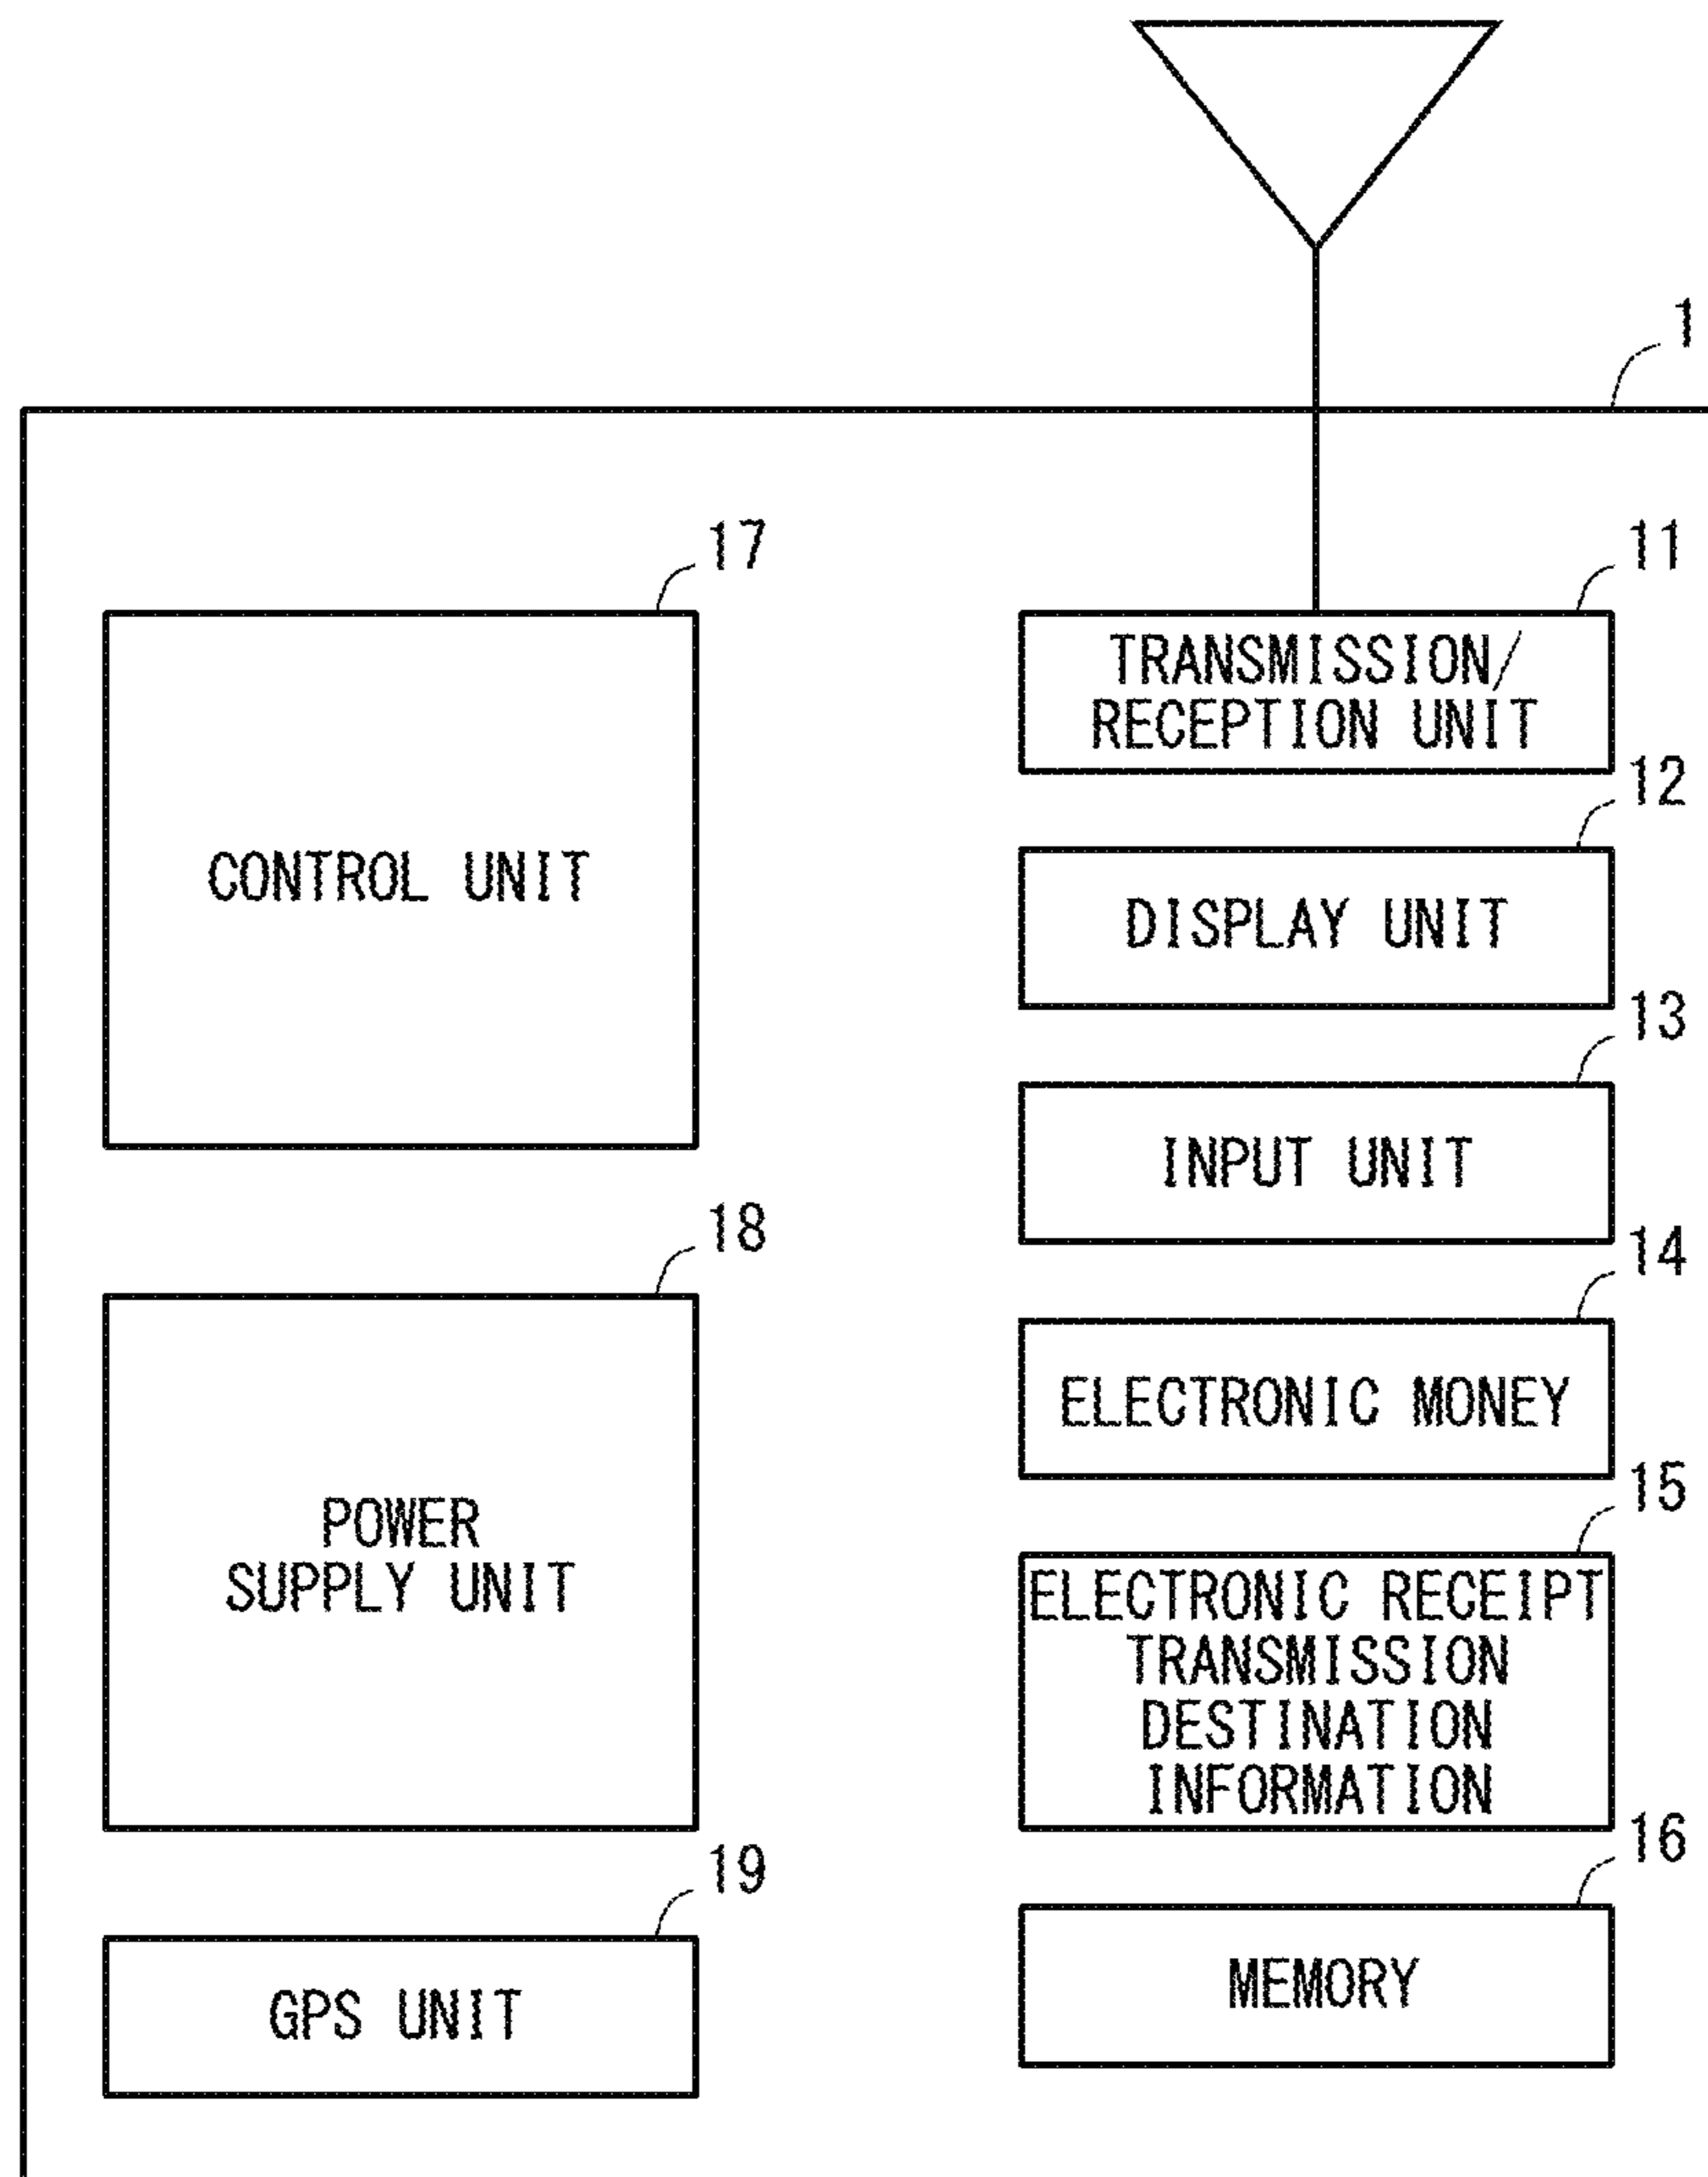 1
17
CONTROL UNIT
18
POWER
SUPPLY UNIT
19
GPS UNIT
11
TRANSMISSION/
RECEPTION UNIT
12
DISPLAY UNIT
13
INPUT UNIT
14
ELECTRONIC MONEY
15
ELECTRONIC RECEIPT
TRANSMISSION
DESTINATION
INFORMATION
16
MEMORY